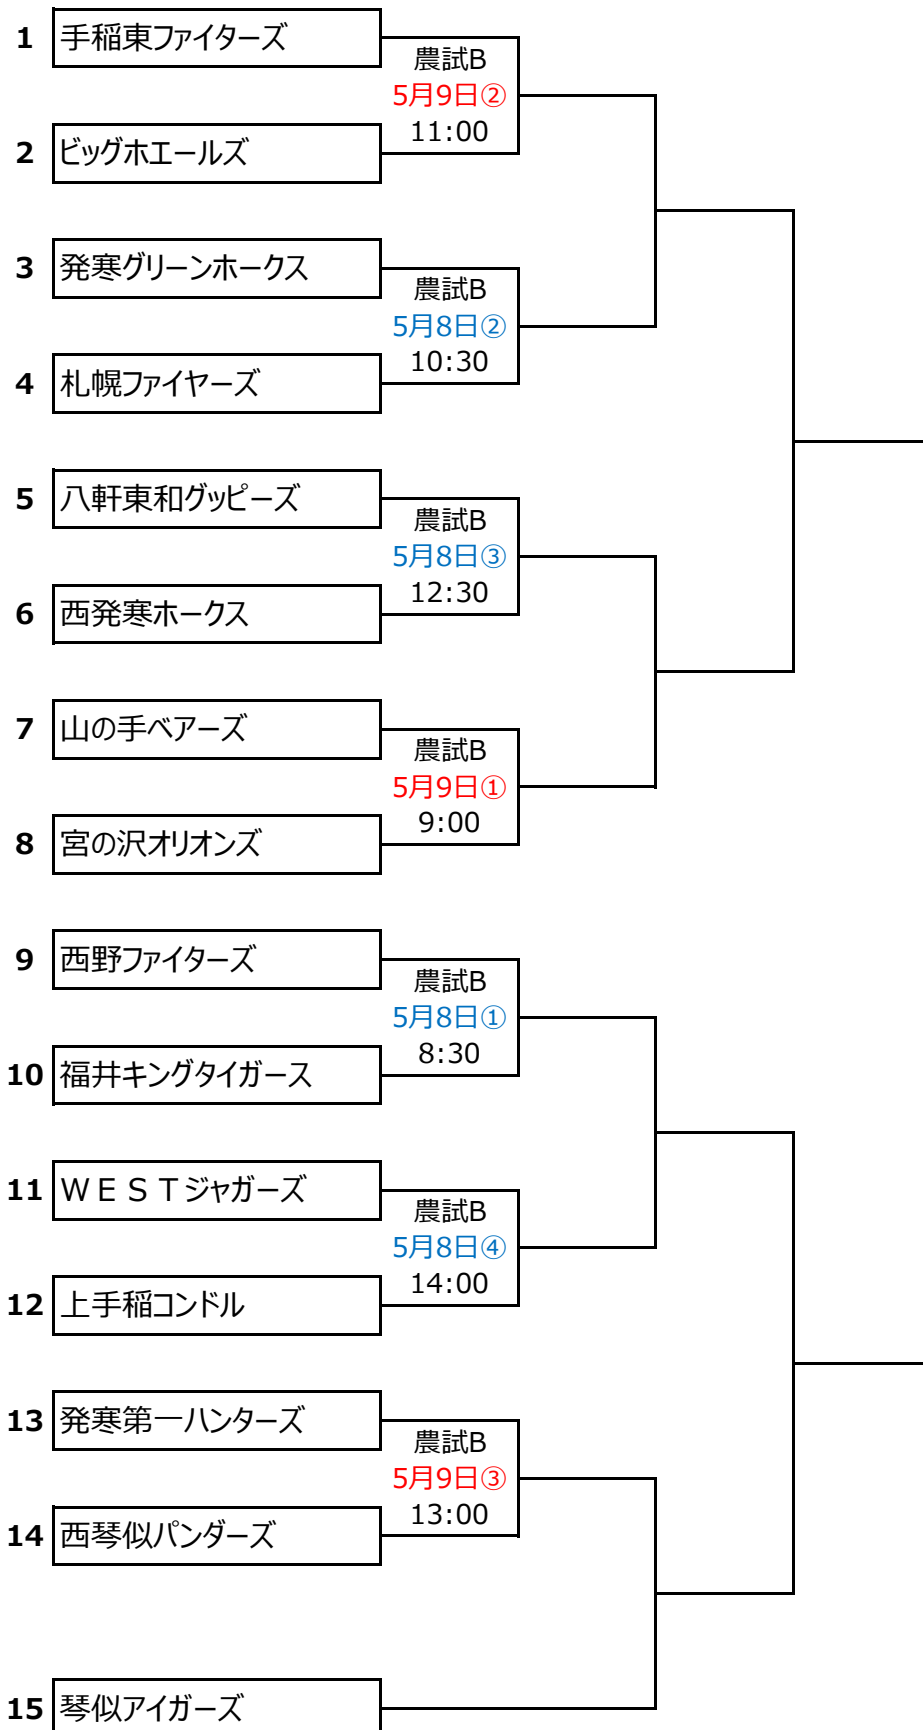 1 手稲東ファイターズ
農試B
5月9日②
11:00
2 ビッグホエールズ
3 発寒グリーンホークス
農試B
5月8日②
10:30
4 札幌ファイヤーズ
5 八軒東和グッピーズ
農試B
5月8日③
12:30
6 西発寒ホークス
7 山の手ベアーズ
農試B
5月9日①
9:00
8 宮の沢オリオンズ
9 西野ファイターズ
農試B
5月8日①
8:30
10 福井キングタイガース
11 ＷＥＳＴジャガーズ
農試B
5月8日④
14:00
12 上手稲コンドル
13 発寒第一ハンターズ
農試B
5月9日③
13:00
14 西琴似パンダーズ
15 琴似アイガーズ